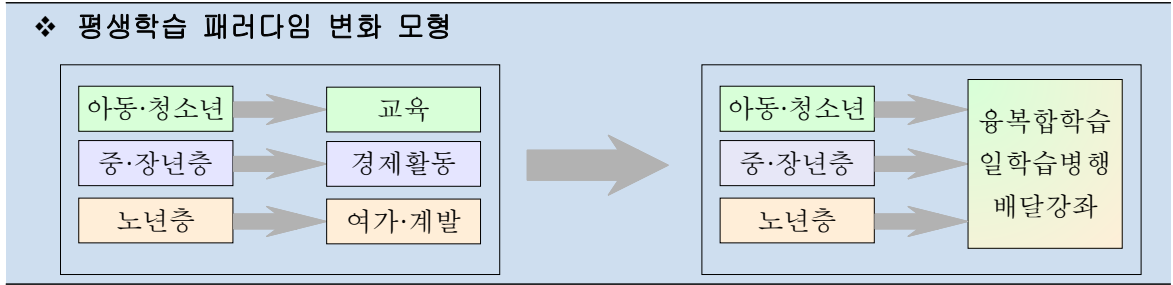 ❖ 평생학습 패러다임 변화 모형
아동·청소년
교육
중·장년층
경제활동
노년층
여가·계발
아동·청소년
중·장년층
노년층
융복합학습
일학습병행
배달강좌